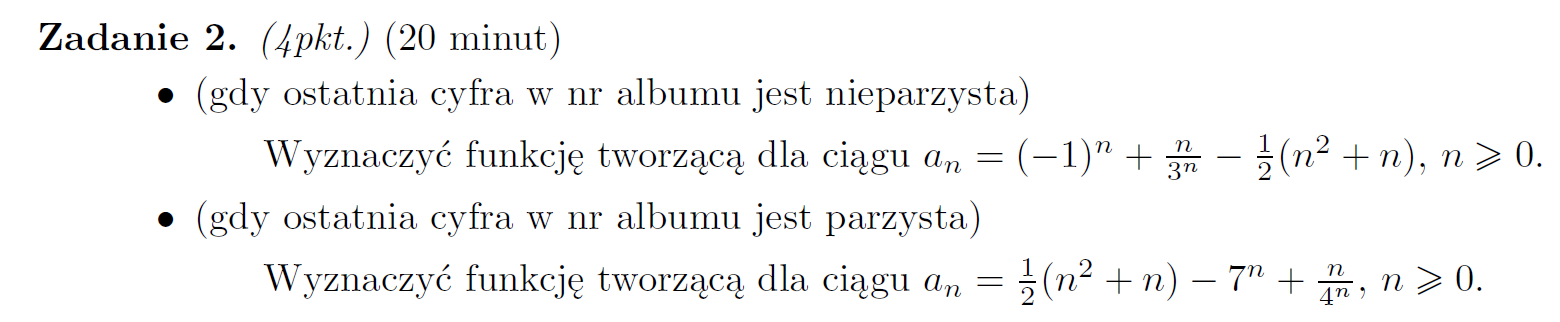 Zadanie 2. (4pkt.) (20 minut)
• (gdy ostatnia cyfra w nr albumu jest nieparzysta)
Wyznaczyć funkcję tworzącą dla ciągu $a_n = (-1)^n + \frac{n}{3^n} - \frac{1}{2}(n^2 + n)$, $n \geqslant 0$.
• (gdy ostatnia cyfra w nr albumu jest parzysta)
Wyznaczyć funkcję tworzącą dla ciągu $a_n = \frac{1}{2}(n^2 + n) - 7^n + \frac{n}{4^n}$, $n \geqslant 0$.